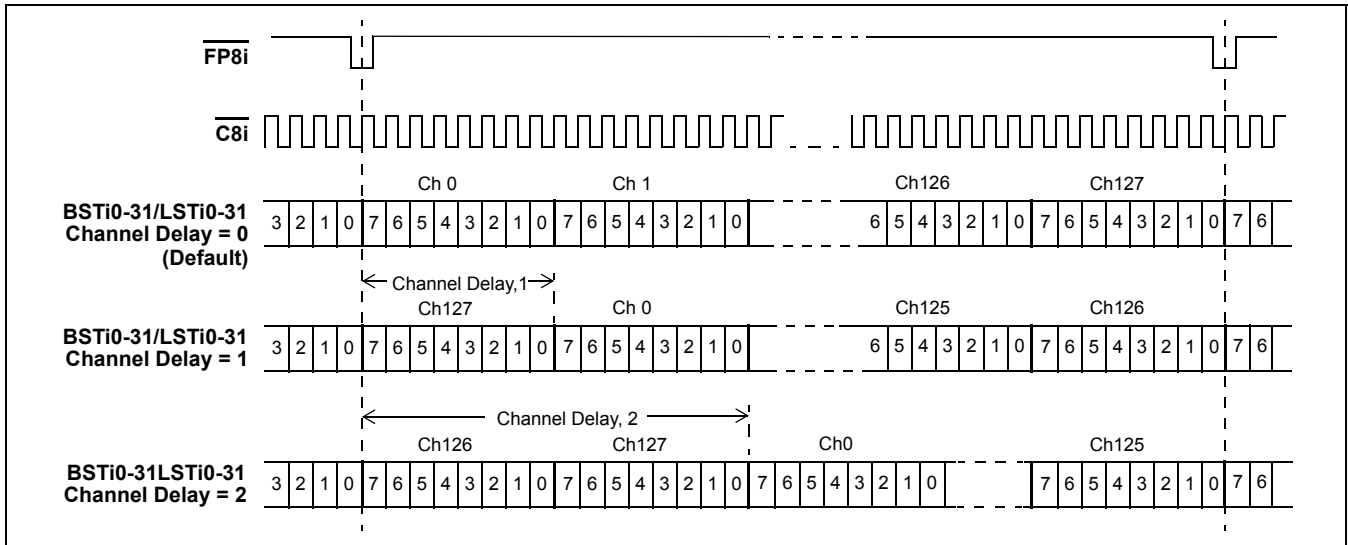 FP8i
C8i
Ch 0 Ch 1 Ch126 Ch127
BSTi0-31/LSTi0-31
Channel Delay = 0
(Default)
3 2 1 0 7 6 5 4 3 2 1 0 7 6 5 4 3 2 1 0 6 5 4 3 2 1 0 7 6 5 4 3 2 1 0 7 6
Channel Delay,1
Ch127 Ch 0 Ch125 Ch126
BSTi0-31/LSTi0-31
Channel Delay = 1
3 2 1 0 7 6 5 4 3 2 1 0 7 6 5 4 3 2 1 0 6 5 4 3 2 1 0 7 6 5 4 3 2 1 0 7 6
Channel Delay, 2
Ch126 Ch127 Ch0 Ch125
BSTi0-31LSTi0-31
Channel Delay = 2
3 2 1 0 7 6 5 4 3 2 1 0 7 6 5 4 3 2 1 0 7 6 5 4 3 2 1 0 7 6 5 4 3 2 1 0 7 6